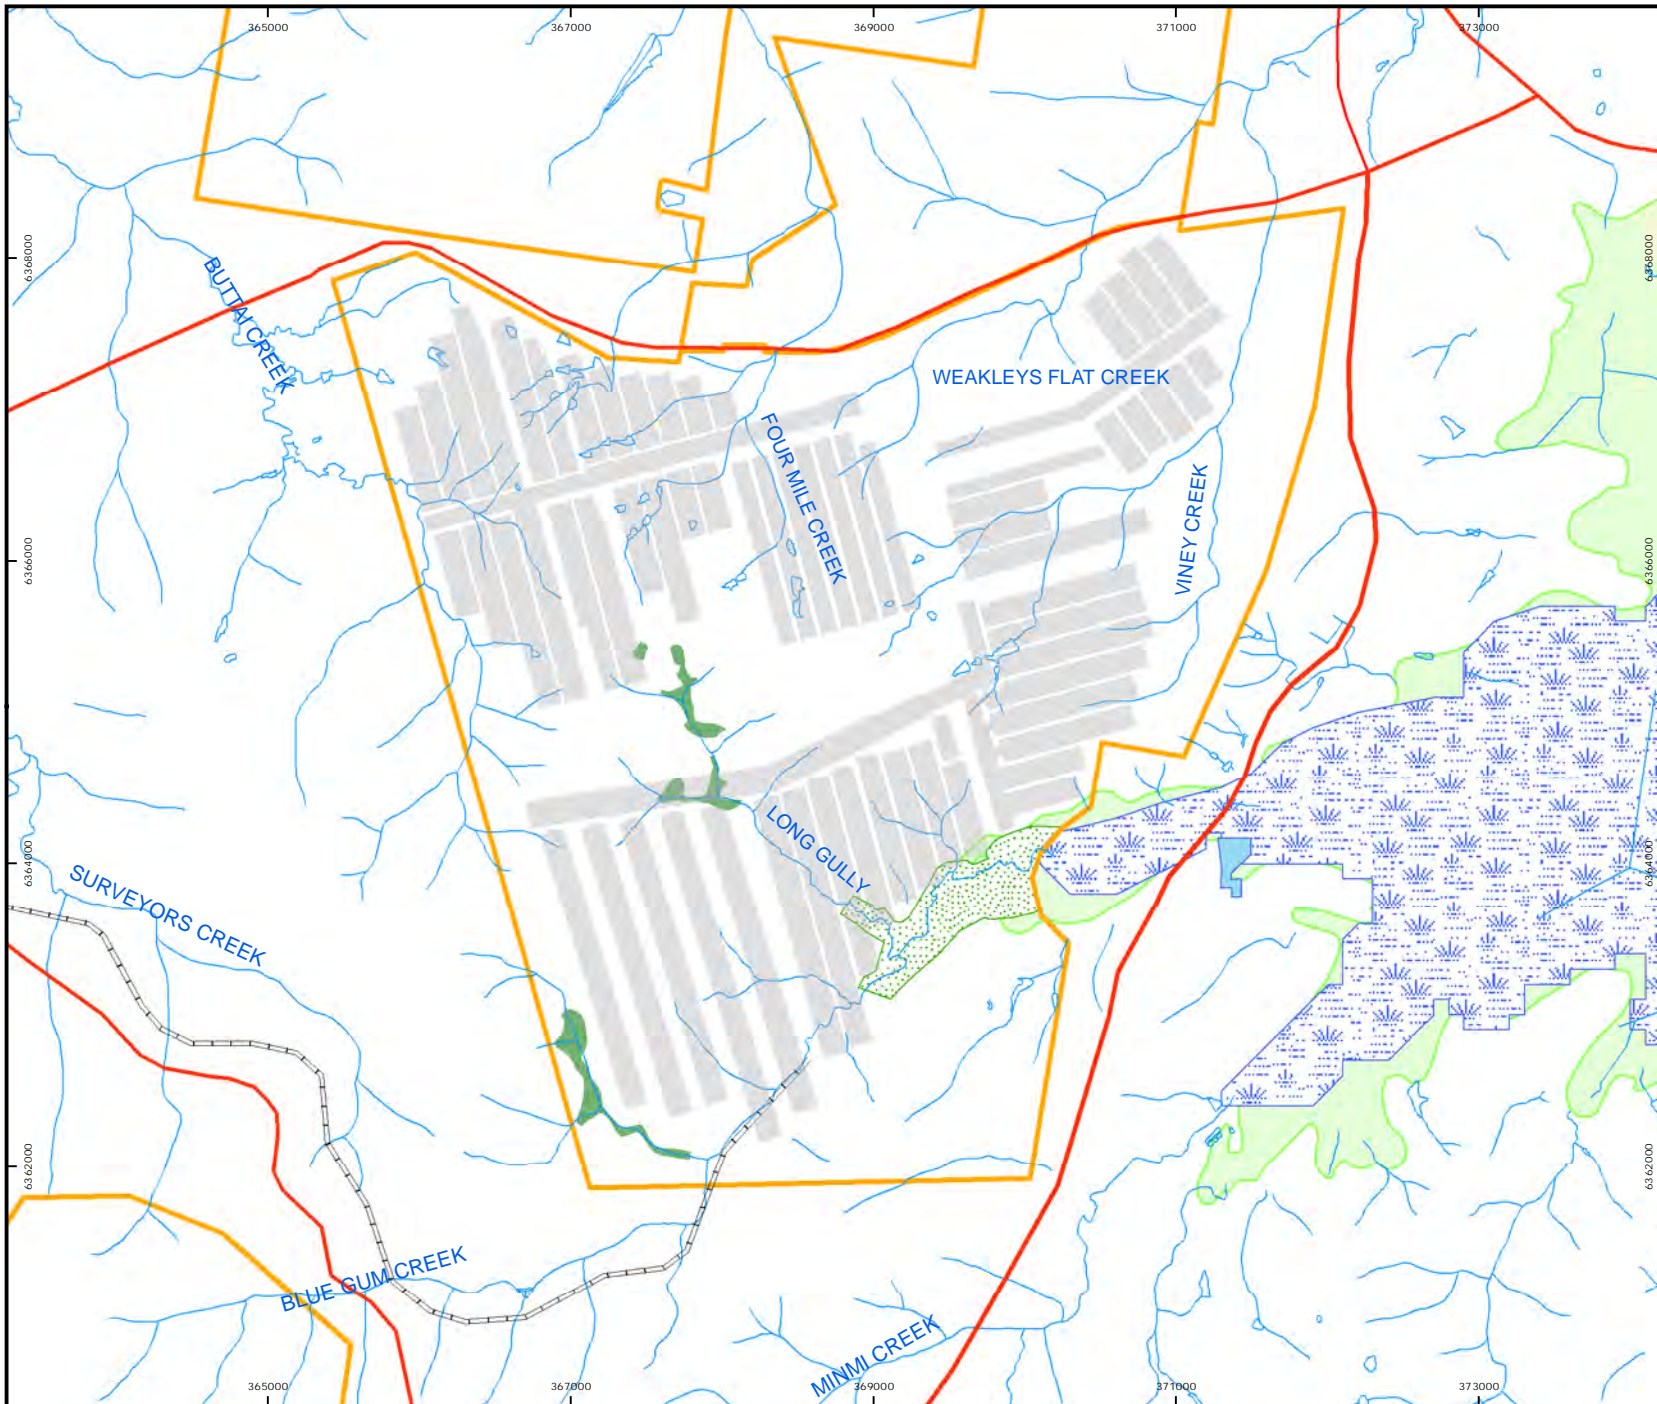 365000
367000
369000
371000
373000
6368000
6368000
BUTTAI CREEK
WEAKLEYS FLAT CREEK
FOUR MILE CREEK
VINEY CREEK
6366000
6366000
LONG GULLY
6364000
6364000
SURVEYORS CREEK
6362000
6362000
BLUE GUM CREEK
MINMI CREEK
365000
367000
369000
371000
373000